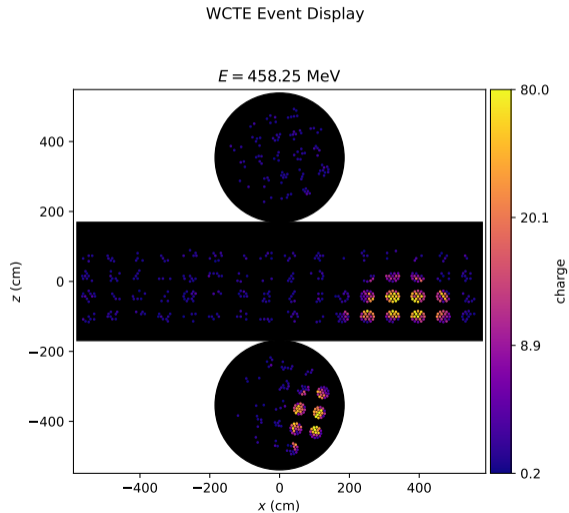 WCTE Event Display
E = 458.25 MeV
80.0
400
20.1
200
0
z (cm)
charge
−200
8.9
−400
0.2
−400 −200 0 200 400
x (cm)